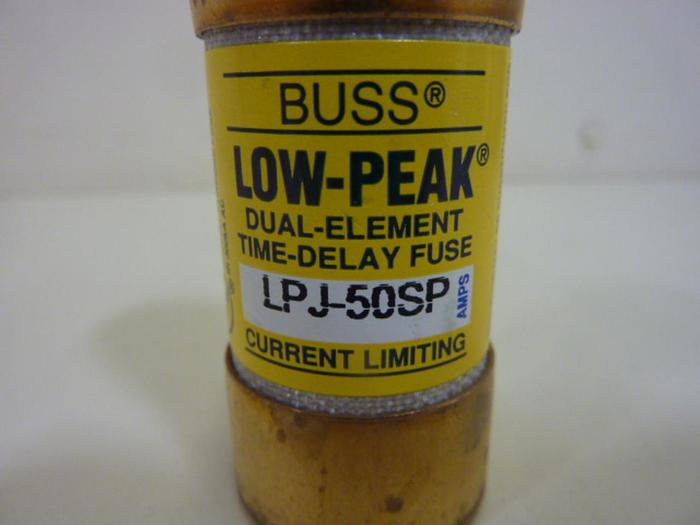 BUSS®
LOW-PEAK®
DUAL-ELEMENT
TIME-DELAY FUSE
LPJ-50SP AMPS
CURRENT LIMITING